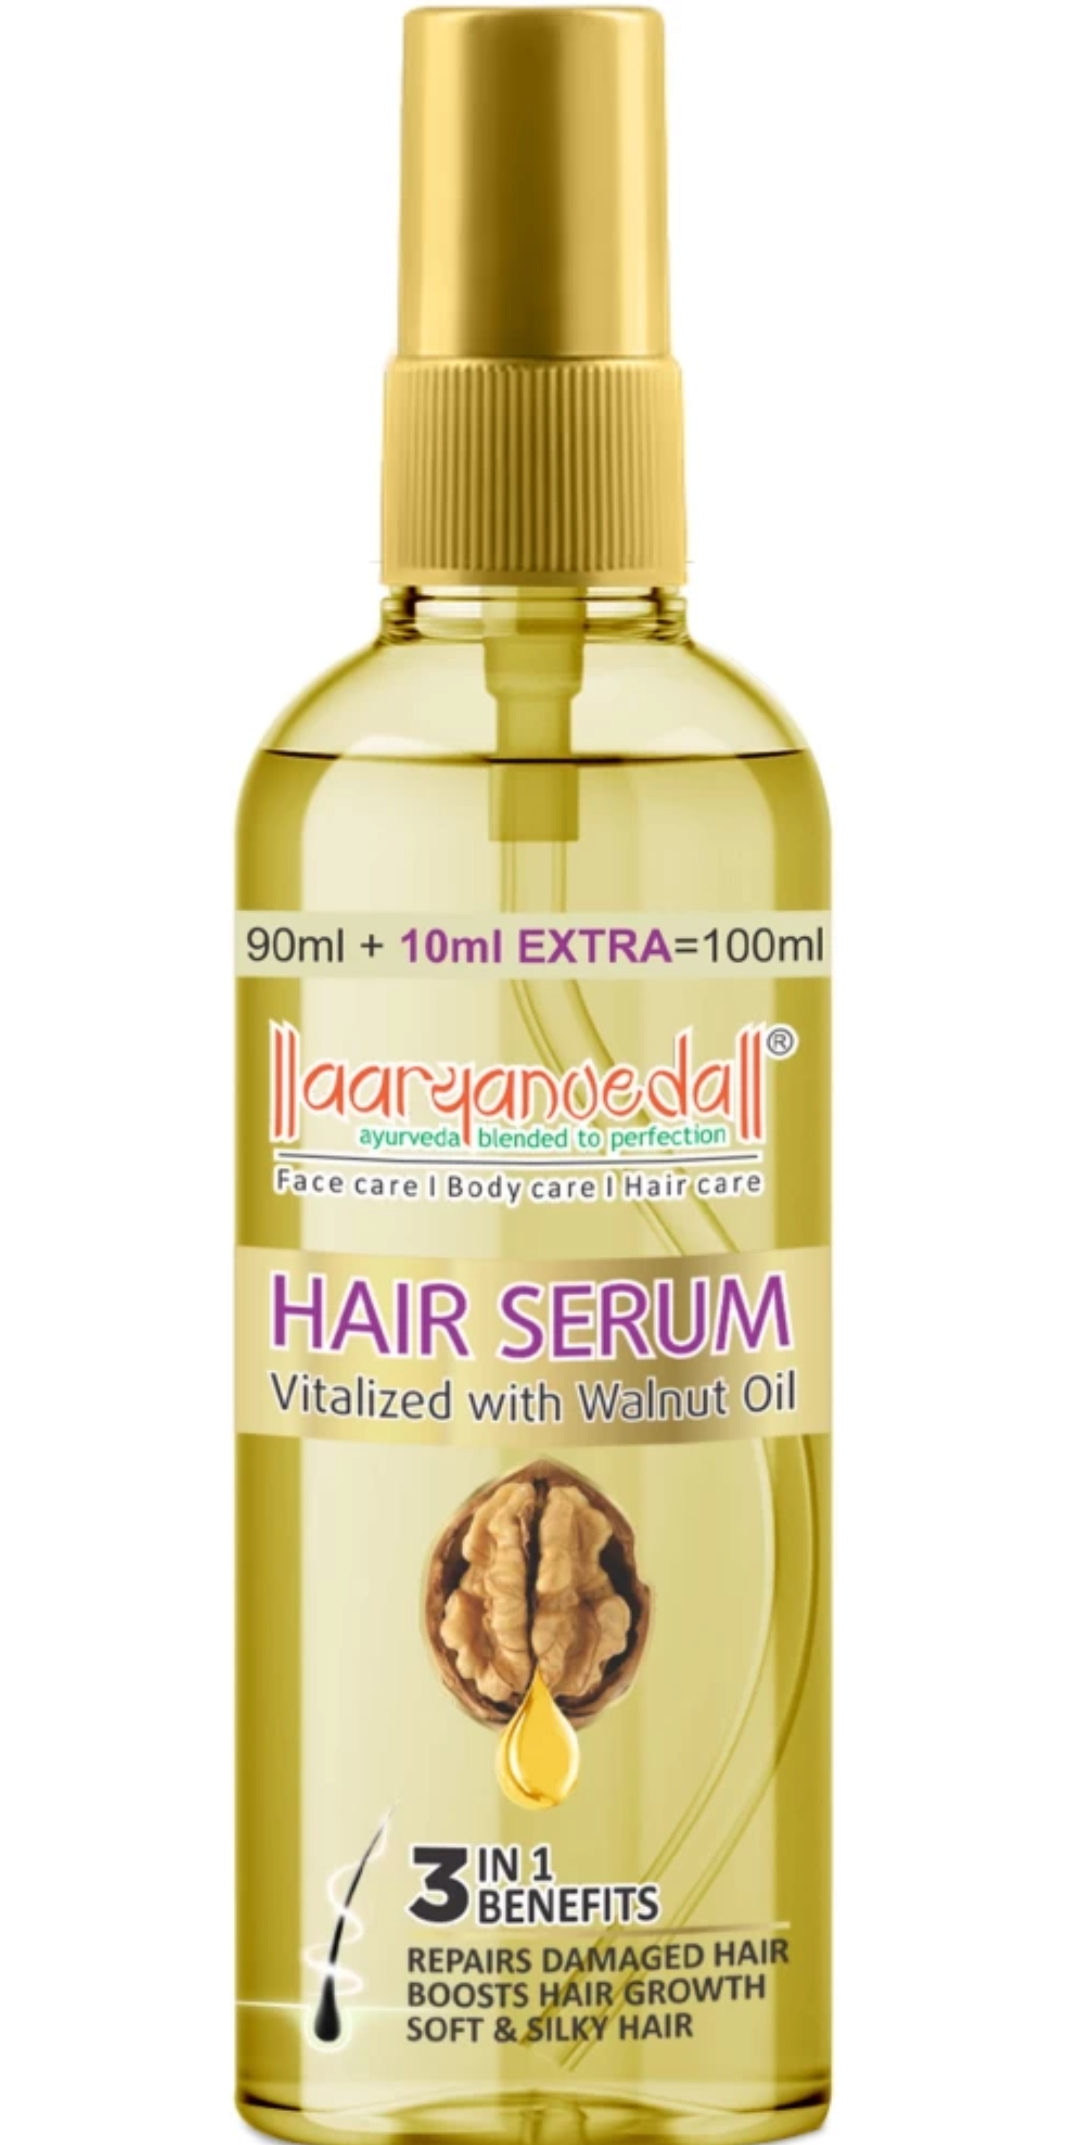 90ml + 10ml EXTRA=100ml
||aaryanveda||®
ayurveda blended to perfection
Face care | Body care | Hair care
HAIR SERUM
Vitalized with Walnut Oil
3 IN 1
BENEFITS
REPAIRS DAMAGED HAIR
BOOSTS HAIR GROWTH
SOFT & SILKY HAIR